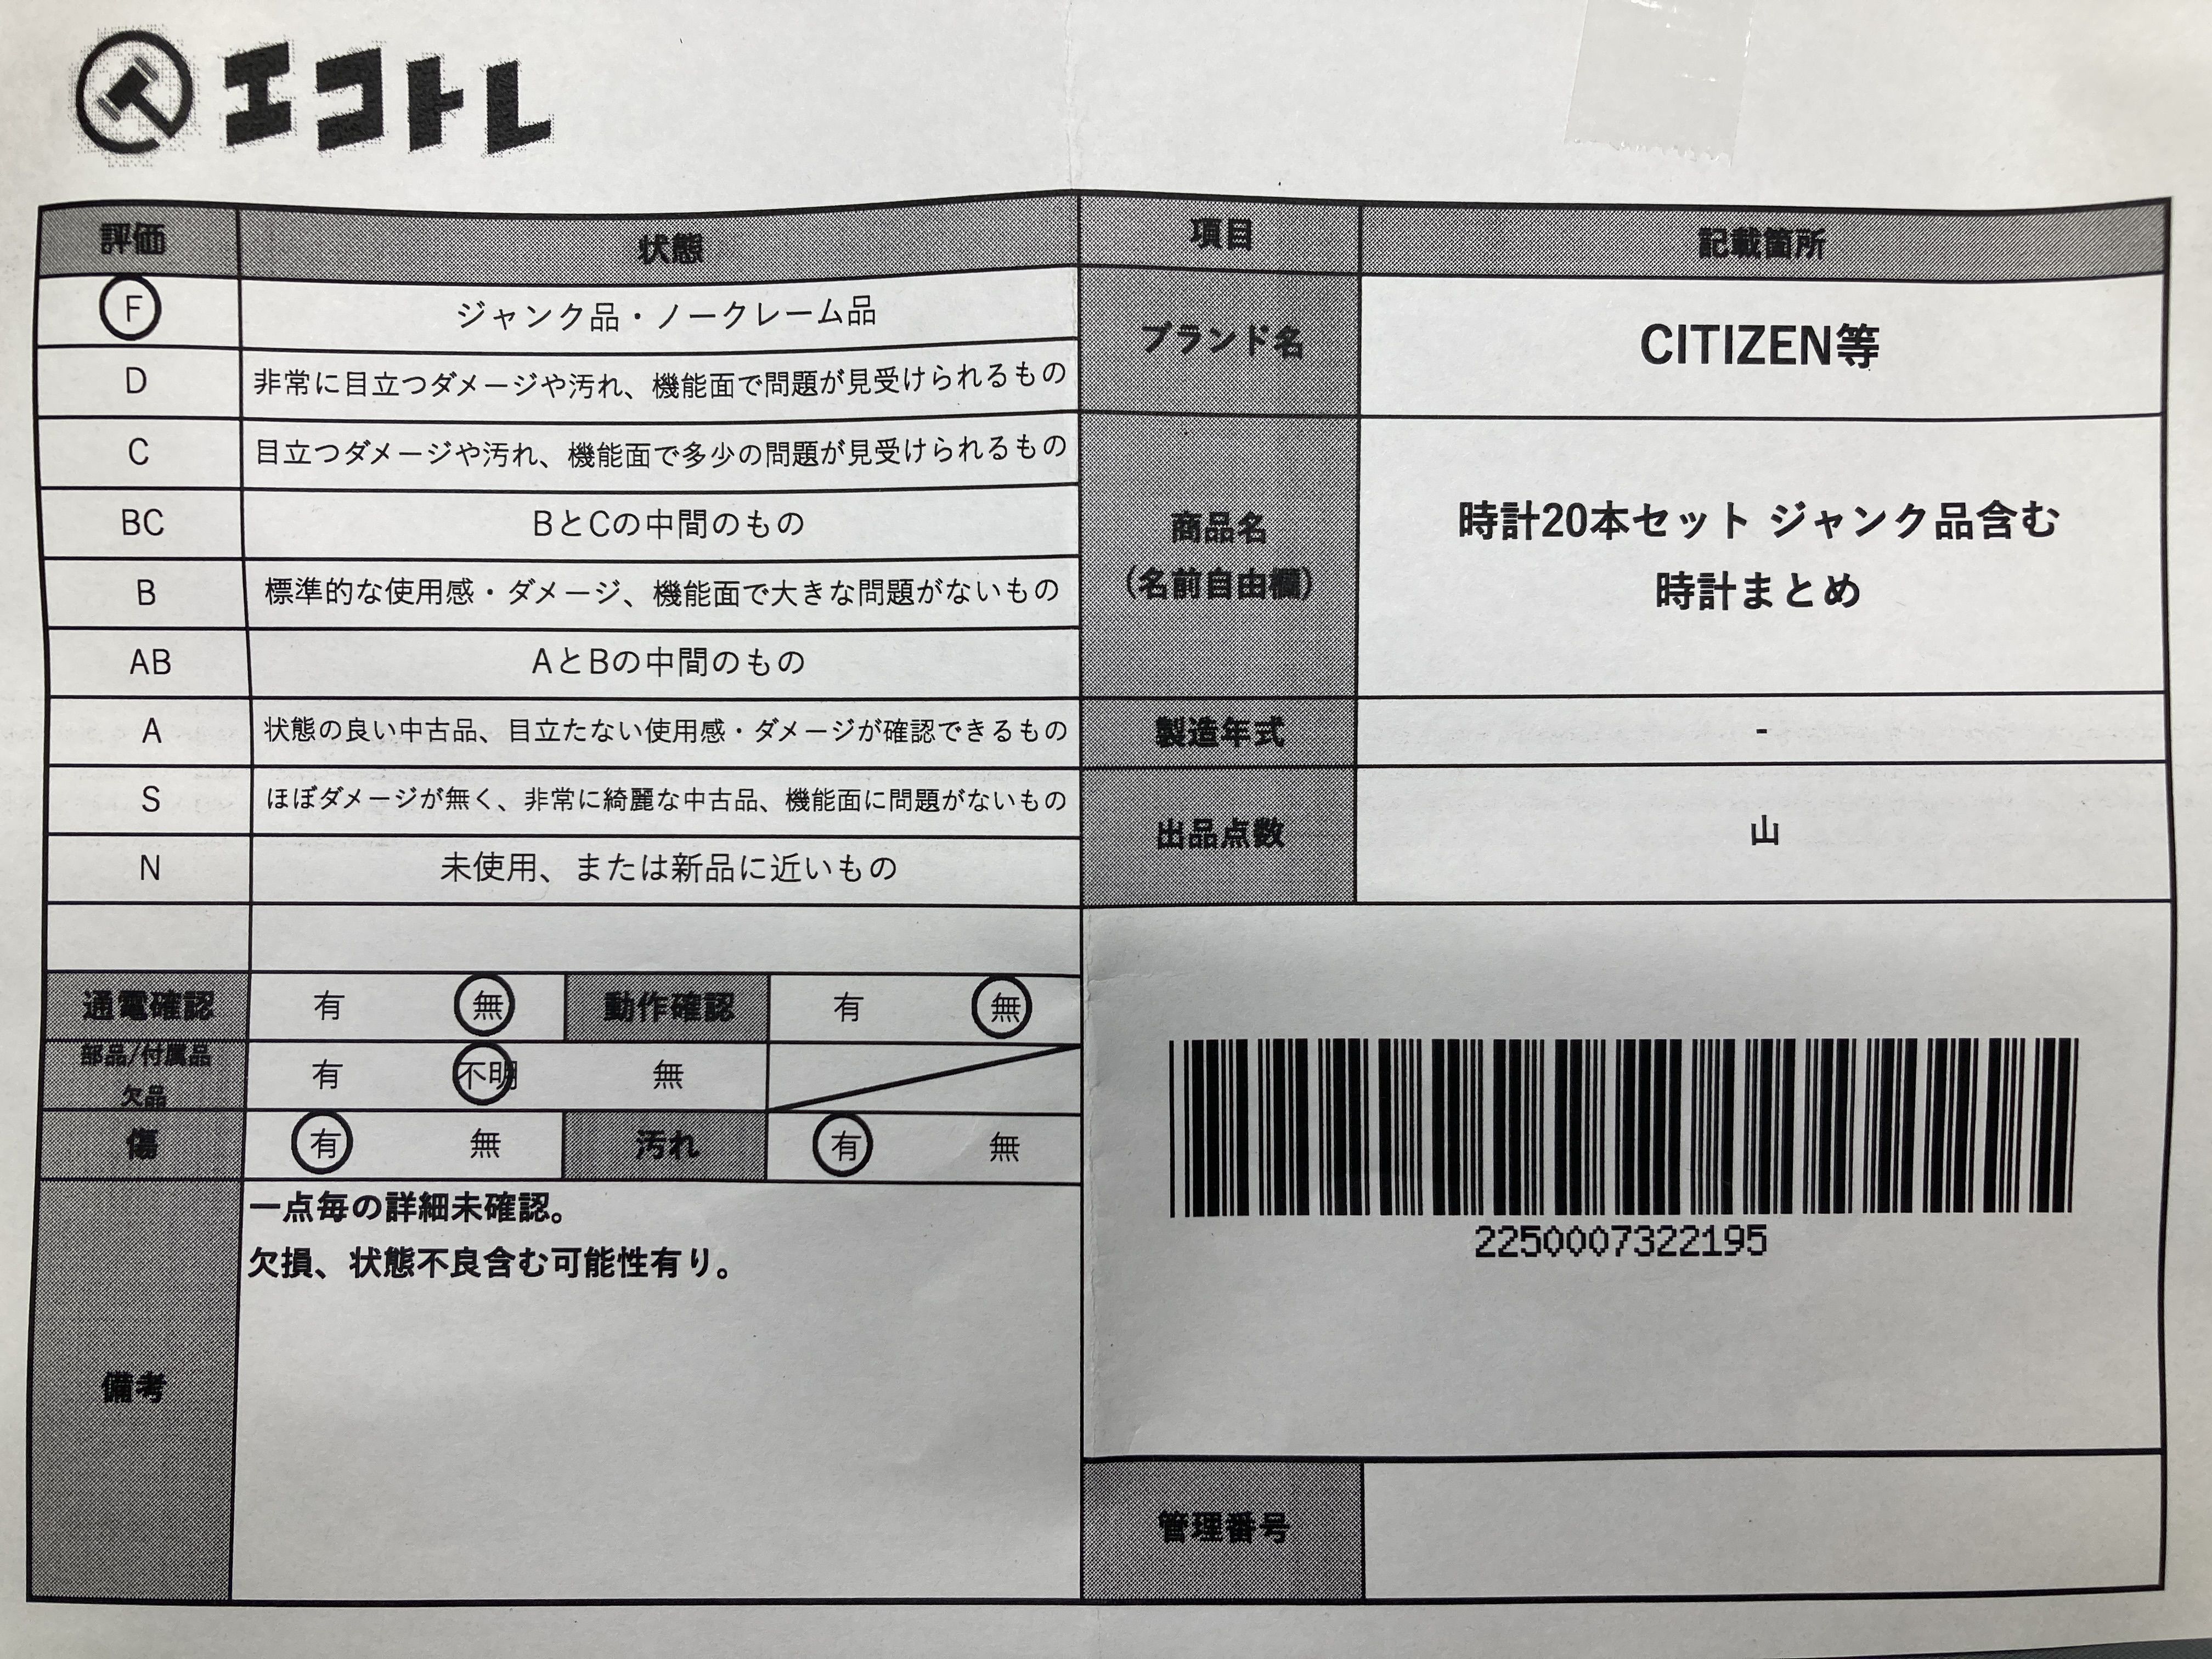 エコトレ
評価 状態 項目 記載箇所
F ジャンク品・ノークレーム品
D 非常に目立つダメージや汚れ、機能面で問題が見受けられるもの
C 目立つダメージや汚れ、機能面で多少の問題が見受けられるもの
BC BとCの中間のもの
B 標準的な使用感・ダメージ、機能面で大きな問題がないもの
AB AとBの中間のもの
A 状態の良い中古品、目立たない使用感・ダメージが確認できるもの
S ほぼダメージが無く、非常に綺麗な中古品、機能面に問題がないもの
N 未使用、または新品に近いもの
通電確認 有 無 動作確認 有 無
部品/付属品
欠品
有 不明 無
傷 有 無 汚れ 有 無
備考
一点毎の詳細未確認。
欠損、状態不良含む可能性有り。
ブランド名 CITIZEN等
商品名
(名前自由欄)
時計20本セット ジャンク品含む
時計まとめ
製造年式 -
出品点数 山
2250007322195
管理番号